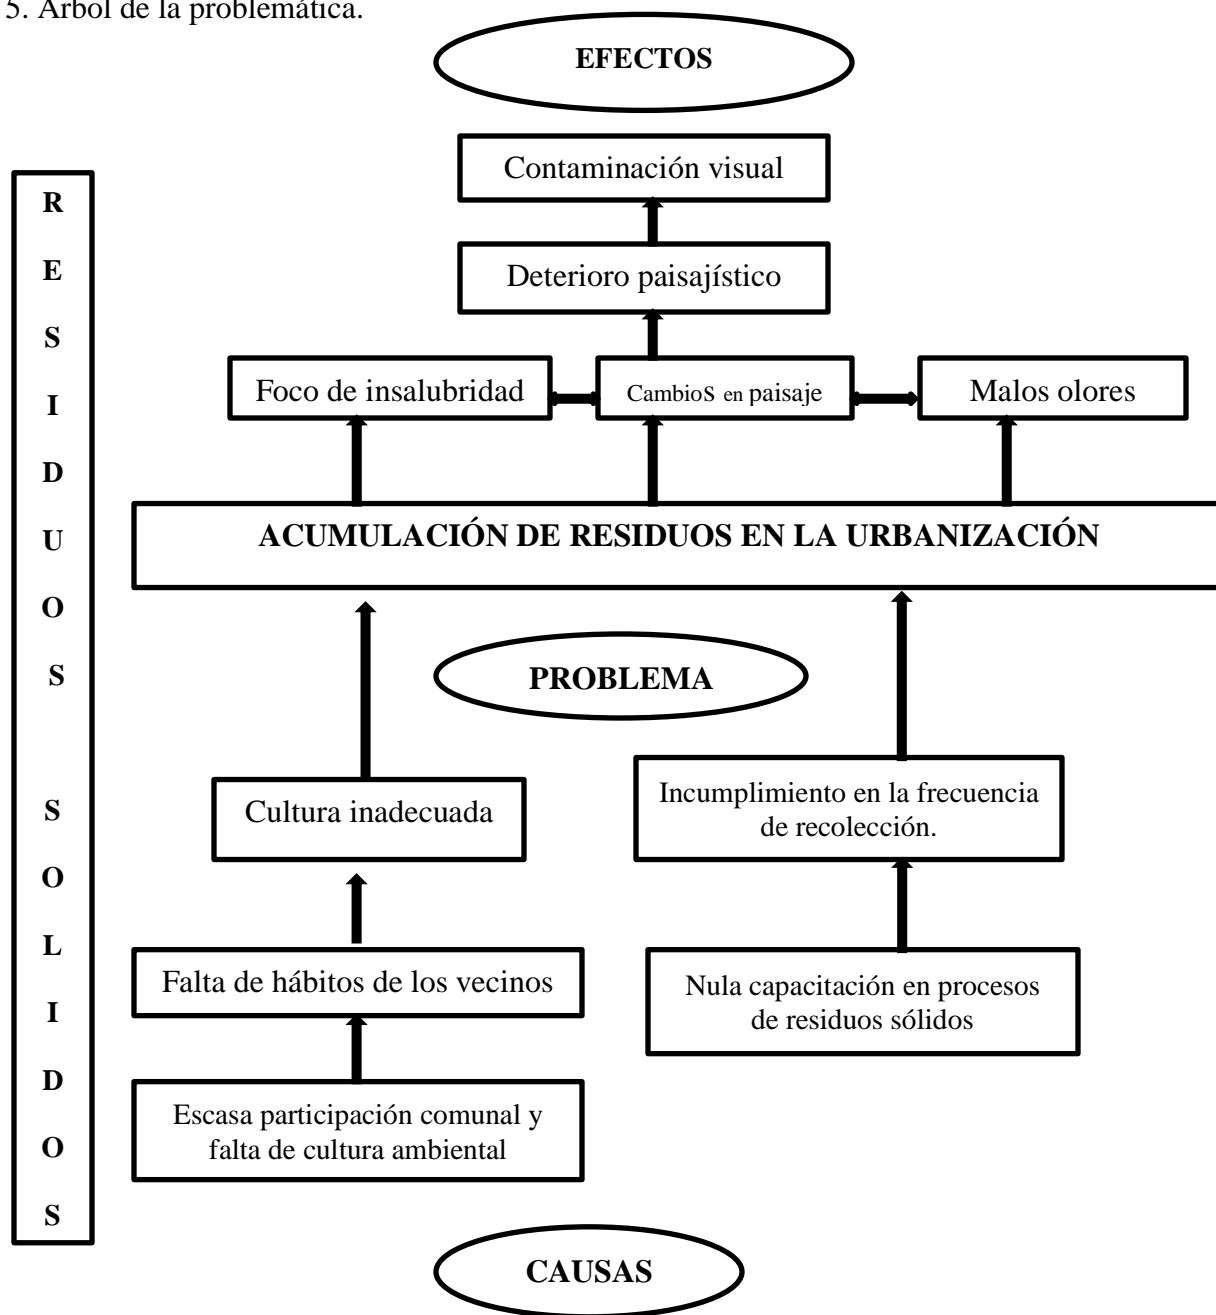 5. Árbol de la problemática.
EFECTOS
Contaminación visual
Deterioro paisajístico
Foco de insalubridad
Cambios en paisaje
Malos olores
ACUMULACIÓN DE RESIDUOS EN LA URBANIZACIÓN
PROBLEMA
Cultura inadecuada
Incumplimiento en la frecuencia
de recolección.
Falta de hábitos de los vecinos
Nula capacitación en procesos
de residuos sólidos
Escasa participación comunal y
falta de cultura ambiental
CAUSAS
R
E
S
I
D
U
O
S
S
O
L
I
D
O
S